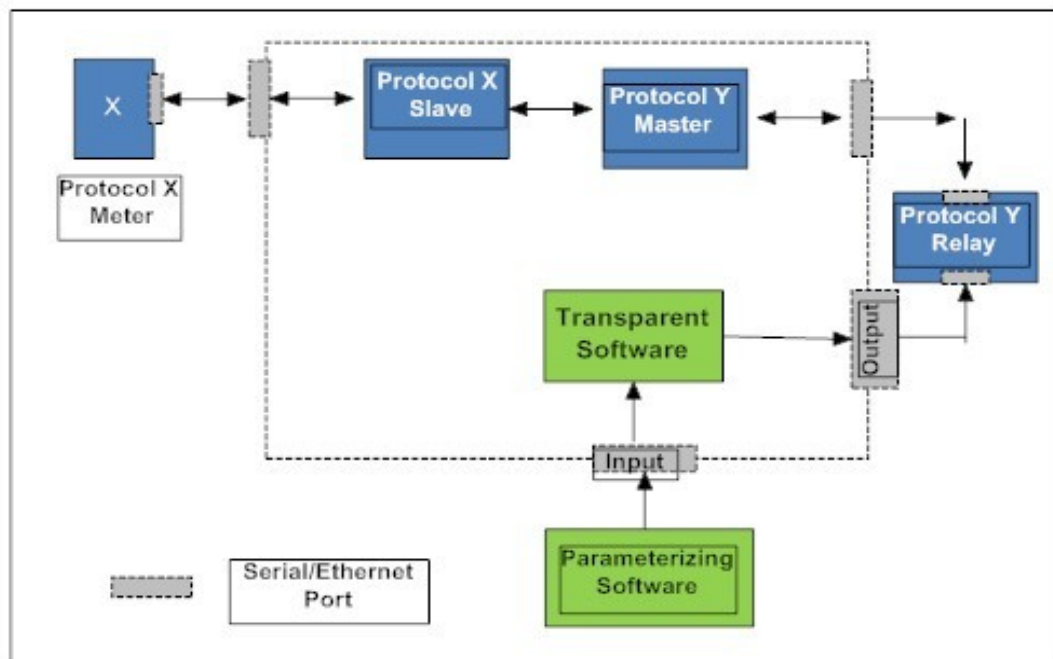 X
Protocol X
Meter
Protocol X
Slave
Protocol Y
Master
Protocol Y
Relay
Transparent
Software
Output
Input
Parameterizing
Software
Serial/Ethernet
Port